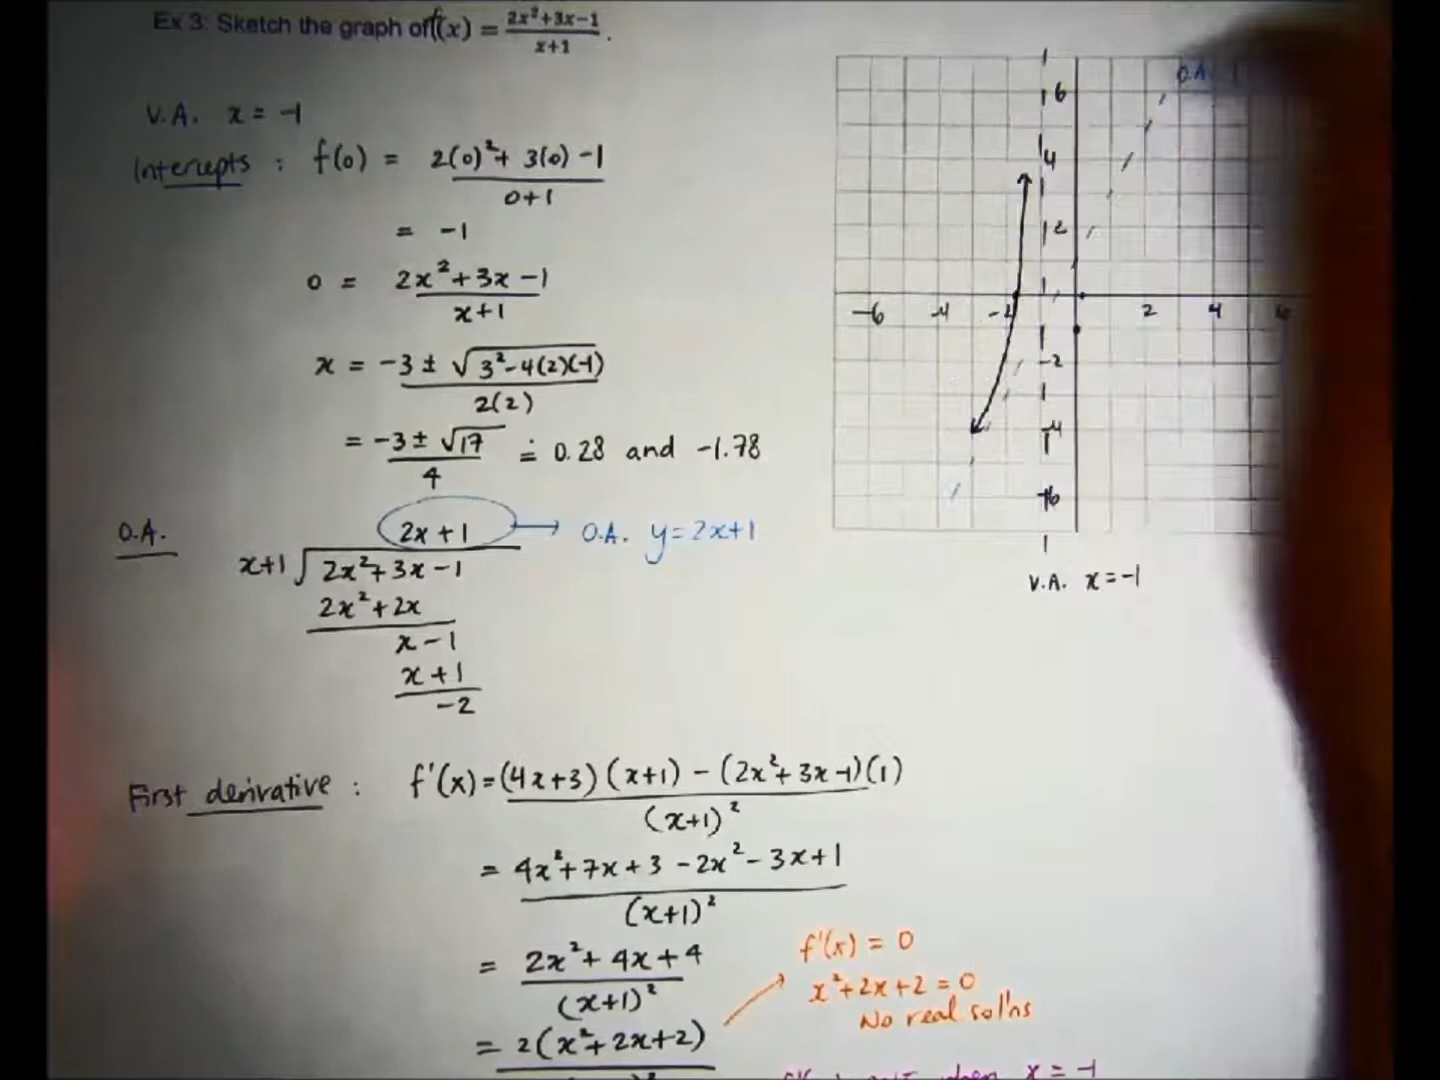 Ex 3: Sketch the graph of f(x) = 2x²+3x-1 / x+1 .
V.A. x = -1
Intercepts : f(0) = 2(0)²+ 3(0) -1 / 0+1
= -1
0 = 2x²+3x-1 / x+1
x = -3 ± √3²-4(2)(-1) / 2(2)
= -3 ± √17 / 4 ≐ 0.28 and -1.78
O.A.
2x+1 → O.A. y=2x+1
x+1 √2x²+3x-1
2x²+2x
x-1
x+1
-2
First derivative : f'(x) = (4x+3)(x+1) - (2x²+3x-1)(1) / (x+1)²
= 4x²+7x+3-2x²-3x+1 / (x+1)²
= 2x²+4x+4 / (x+1)²
= 2(x²+2x+2)
f'(x) = 0
x²+2x+2=0
No real sol'ns
when x = -1
O.A.
6
4
2
-6 -4 -2 2 4 6
-2
-4
-6
V.A. x=-1